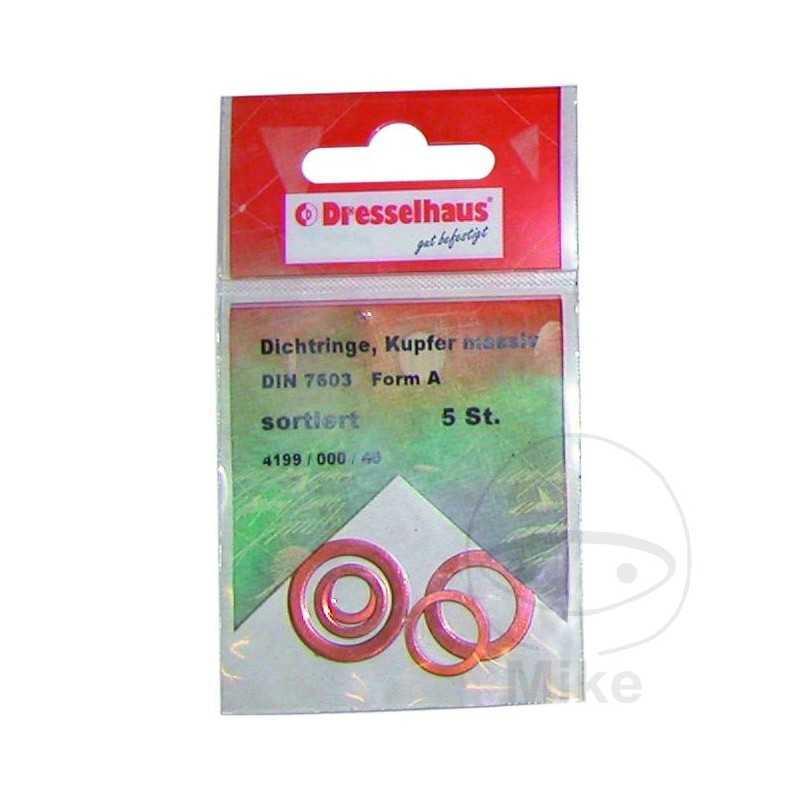 Dresselhaus®
gut befestigt
Dichtringe, Kupfer massiv
DIN 7603 Form A
sortiert 5 St.
4199 / 000 / 40
Mike